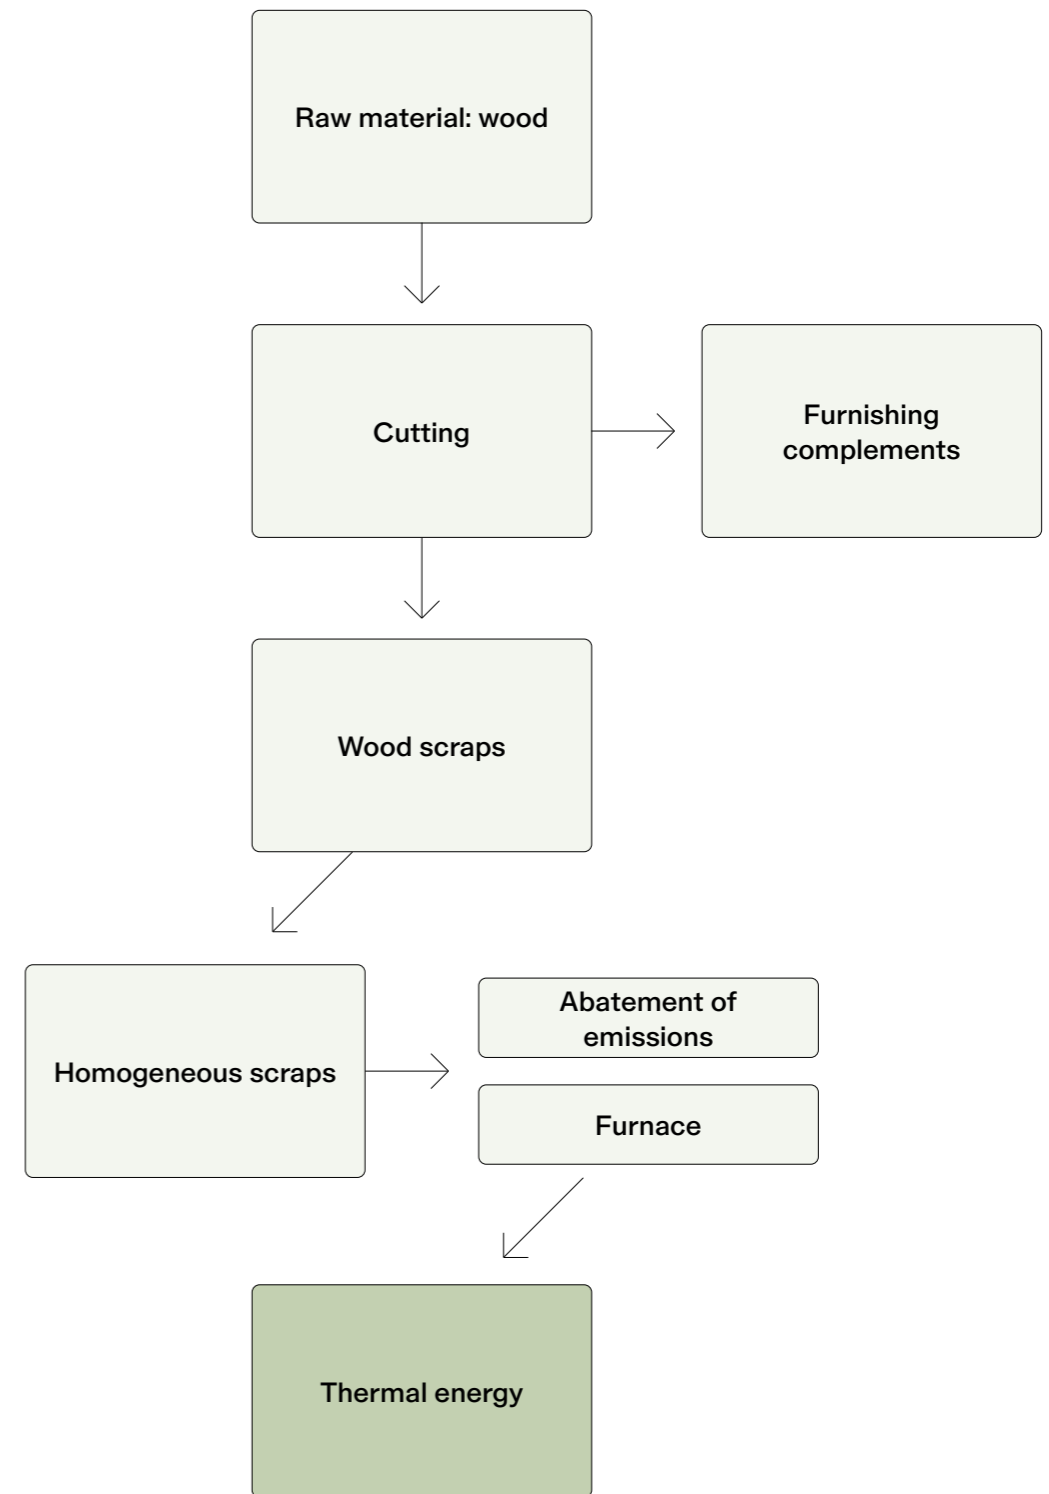 Raw material: wood
Cutting
Furnishing
complements
Wood scraps
Homogeneous scraps
Abatement of
emissions
Furnace
Thermal energy